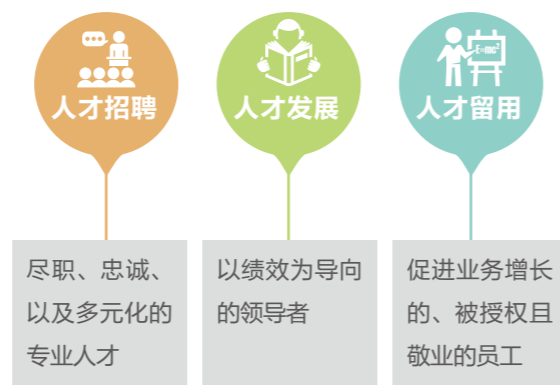 人才招聘
人才发展
E=mc²
人才留用
尽职、忠诚、
以及多元化的
专业人才
以绩效为导向
的领导者
促进业务增长
的、被授权且
敬业的员工